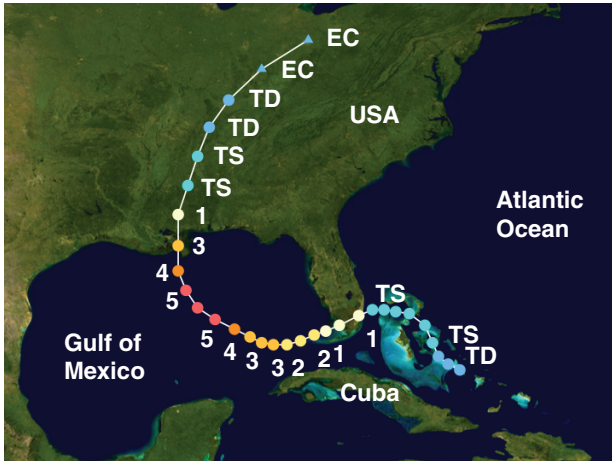 EC
EC
TD
USA
TD
TS
TS
Atlantic
Ocean
1
3
4
5
TS
5
4
3
3
2
2
1
1
TS
TD
Gulf of
Mexico
Cuba